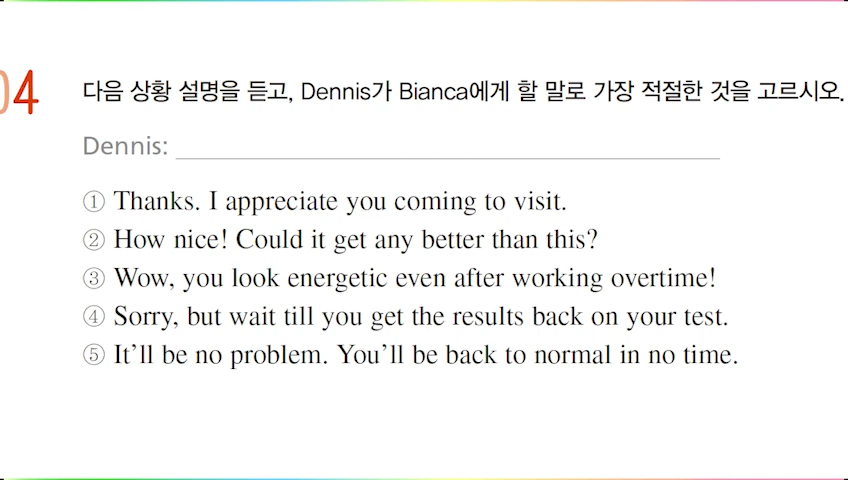 04 다음 상황 설명을 듣고, Dennis가 Bianca에게 할 말로 가장 적절한 것을 고르시오.
Dennis:
① Thanks. I appreciate you coming to visit.
② How nice! Could it get any better than this?
③ Wow, you look energetic even after working overtime!
④ Sorry, but wait till you get the results back on your test.
⑤ It’ll be no problem. You’ll be back to normal in no time.